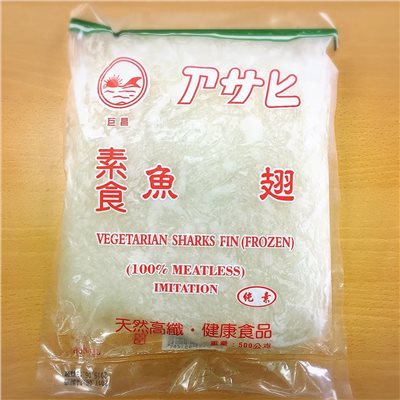 アサヒ
巨昌
素食 魚翅
VEGETARIAN SHARKS FIN (FROZEN)
(100% MEATLESS)
IMITATION
純素
天然高纖・健康食品
重量：500公克